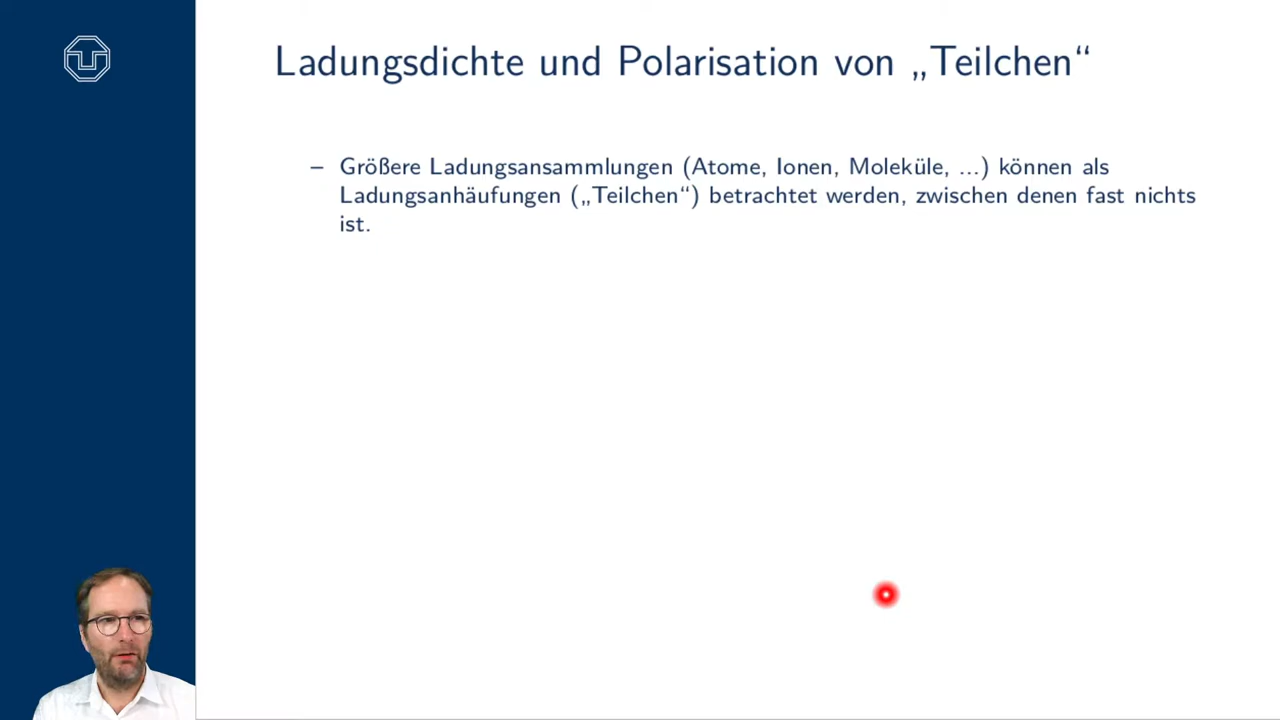 Ladungsdichte und Polarisation von „Teilchen“
– Größere Ladungsansammlungen (Atome, Ionen, Moleküle, ...) können als
Ladungsanhäufungen („Teilchen“) betrachtet werden, zwischen denen fast nichts
ist.